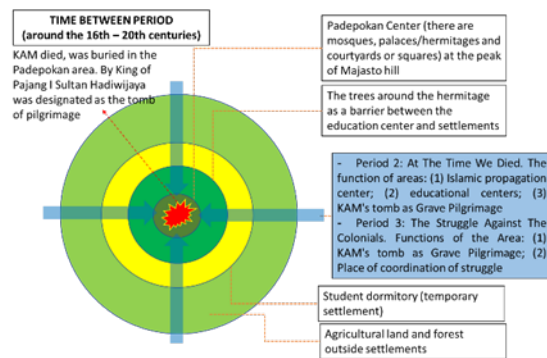 TIME BETWEEN PERIOD
(around the 16th – 20th centuries)
KAM died, was buried in the
Padepokan area. By King of
Pajang I Sultan Hadiwijaya
was designated as the tomb
of pilgrimage
Padepokan Center (there are
mosques, palaces/hermitages and
courtyards or squares) at the peak
of Majasto hill
The trees around the hermitage
as a barrier between the
education center and settlements
- Period 2: At The Time We Died. The
function of areas: (1) Islamic propagation
center; (2) educational centers; (3)
KAM's tomb as Grave Pilgrimage
- Period 3: The Struggle Against The
Colonials. Functions of the Area: (1)
KAM's tomb as Grave Pilgrimage; (2)
Place of coordination of struggle
Student dormitory (temporary
settlement)
Agricultural land and forest
outside settlements